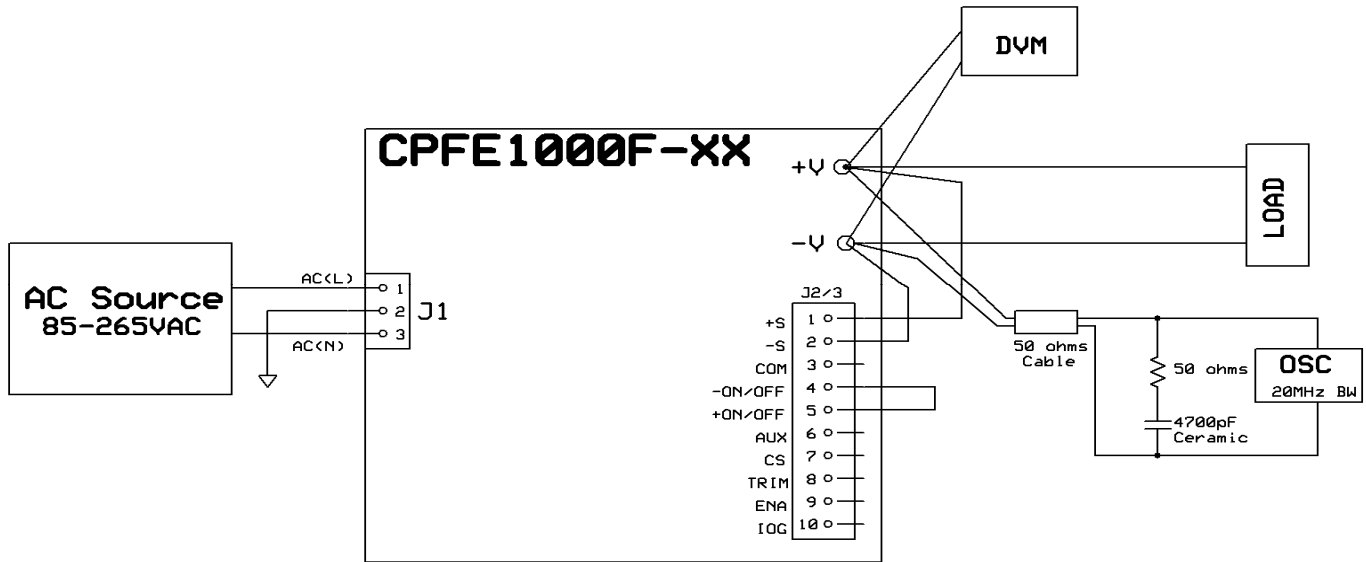 DVM
CPFE1000F-XX
+V
-V
LOAD
AC Source
85-265VAC
AC(L)
AC(N)
1
2
3
J1
J2/3
+S 1
-S 2
COM 3
-ON/OFF 4
+ON/OFF 5
AUX 6
CS 7
TRIM 8
ENA 9
IOG 10
50 ohms
Cable
50 ohms
4700pF
Ceramic
OSC
20MHz BW